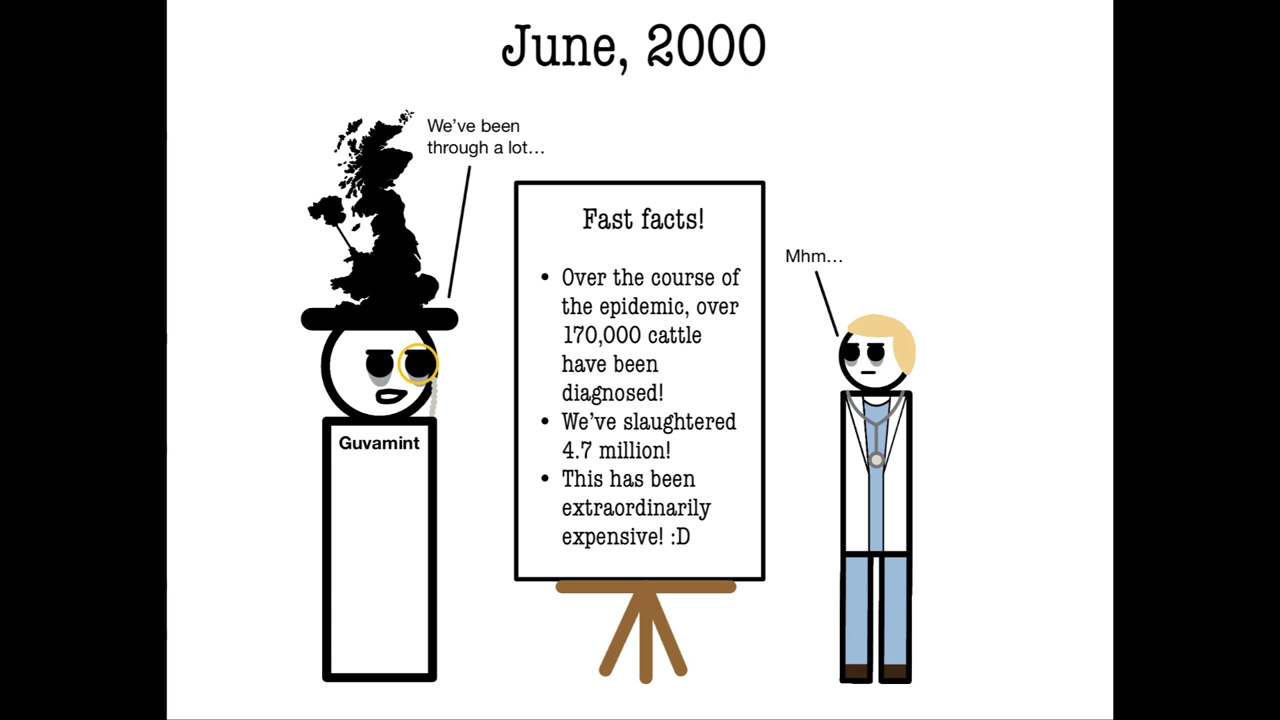 June, 2000
We've been
through a lot...
Fast facts!
• Over the course of
the epidemic, over
170,000 cattle
have been
diagnosed!
• We've slaughtered
4.7 million!
• This has been
extraordinarily
expensive! :D
Mhm...
Guvamint